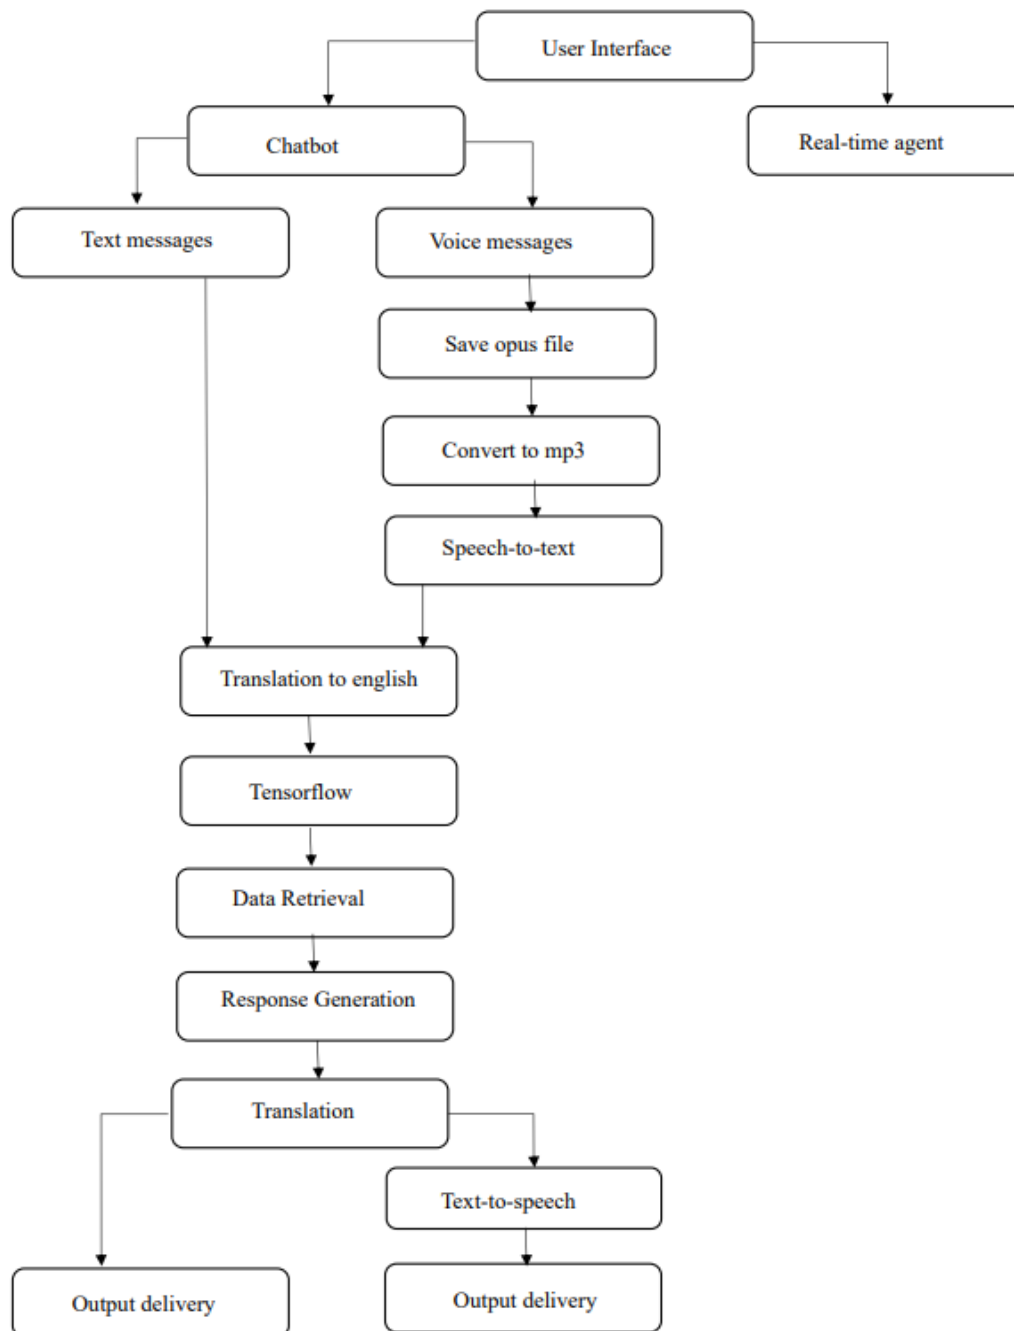 User Interface
Chatbot
Real-time agent
Text messages
Voice messages
Save opus file
Convert to mp3
Speech-to-text
Translation to english
Tensorflow
Data Retrieval
Response Generation
Translation
Text-to-speech
Output delivery
Output delivery